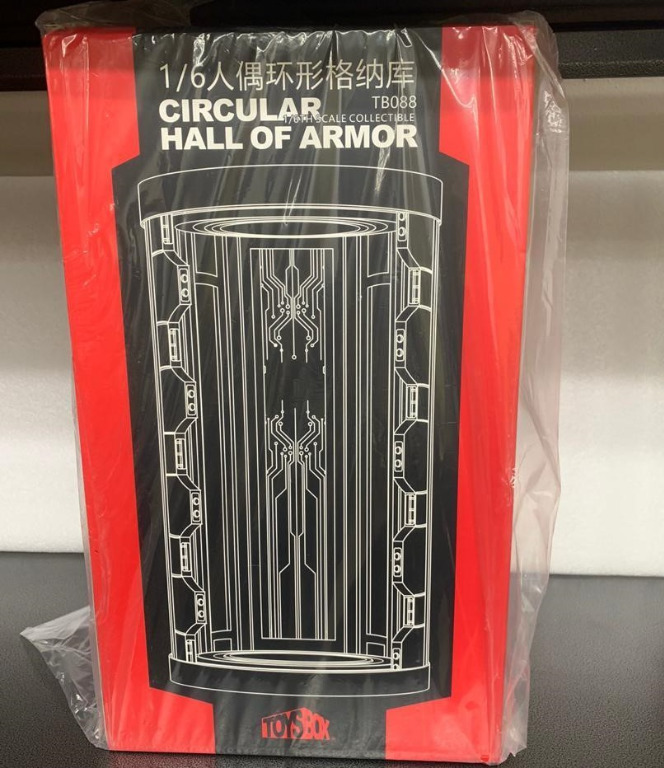 1/6人偶环形格纳库
TB088
CIRCULAR
1/6TH SCALE COLLECTIBLE
HALL OF ARMOR
TOYSBOX